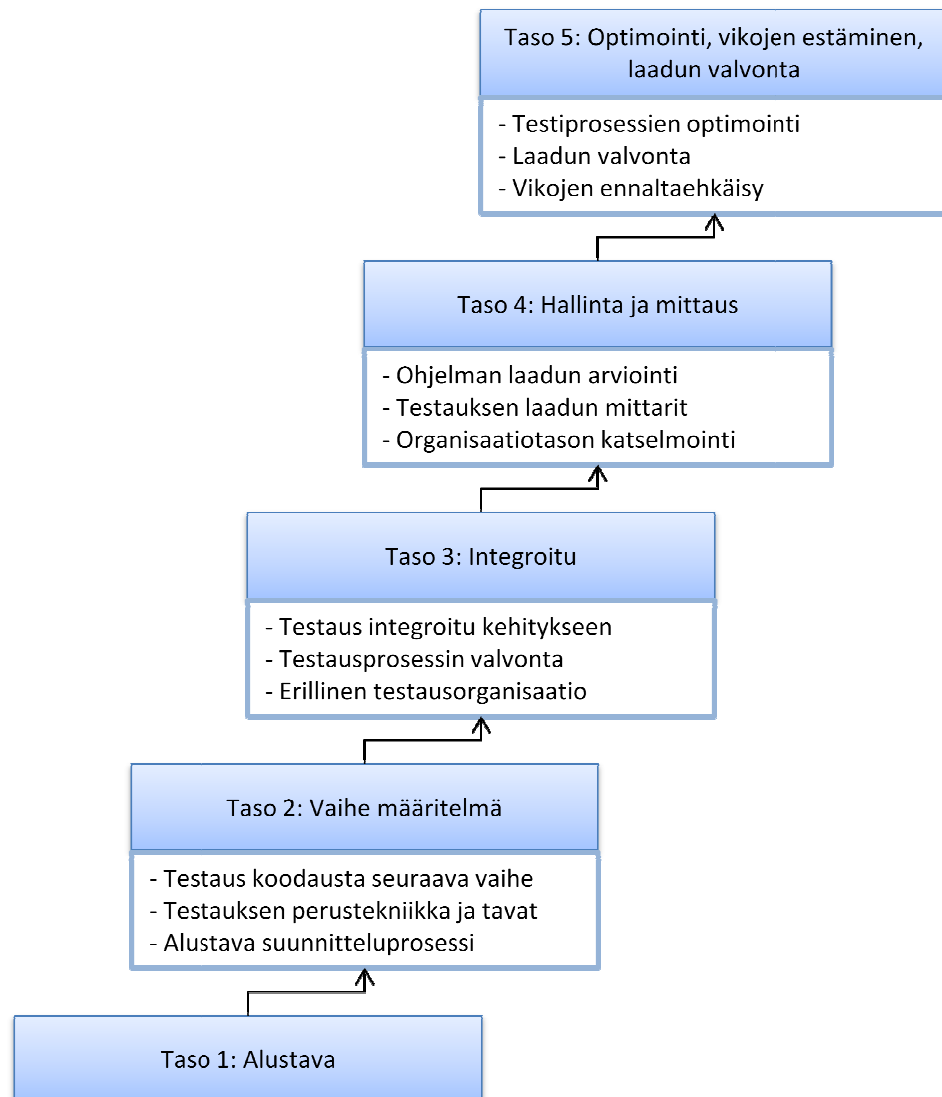 Taso 5: Optimointi, vikojen estäminen,
laadun valvonta
- Testiprosessien optimointi
- Laadun valvonta
- Vikojen ennaltaehkäisy
Taso 4: Hallinta ja mittaus
- Ohjelman laadun arviointi
- Testauksen laadun mittarit
- Organisaatiotason katselmointi
Taso 3: Integroitu
- Testaus integroitu kehitykseen
- Testausprosessin valvonta
- Erillinen testausorganisaatio
Taso 2: Vaihe määritelmä
- Testaus koodausta seuraava vaihe
- Testauksen perustekniikka ja tavat
- Alustava suunnitteluprosessi
Taso 1: Alustava